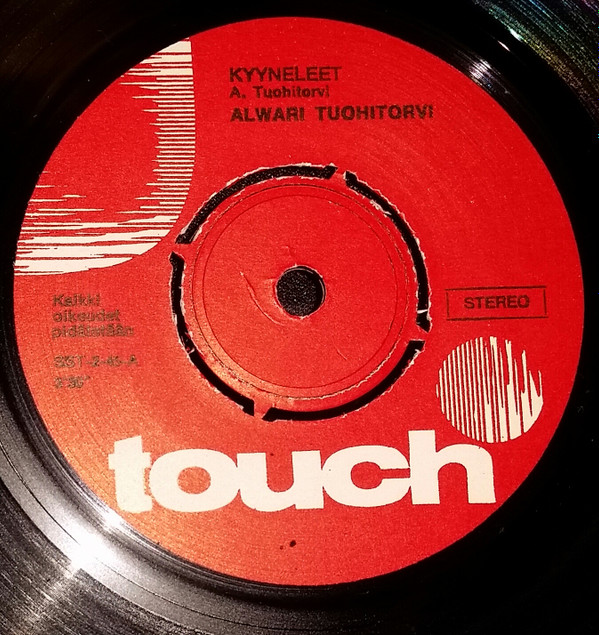 KYYNELEET
A. Tuohitorvi
ALWARI TUOHITORVI
Kaikki
oikeudet
pidätetään
STEREO
touch